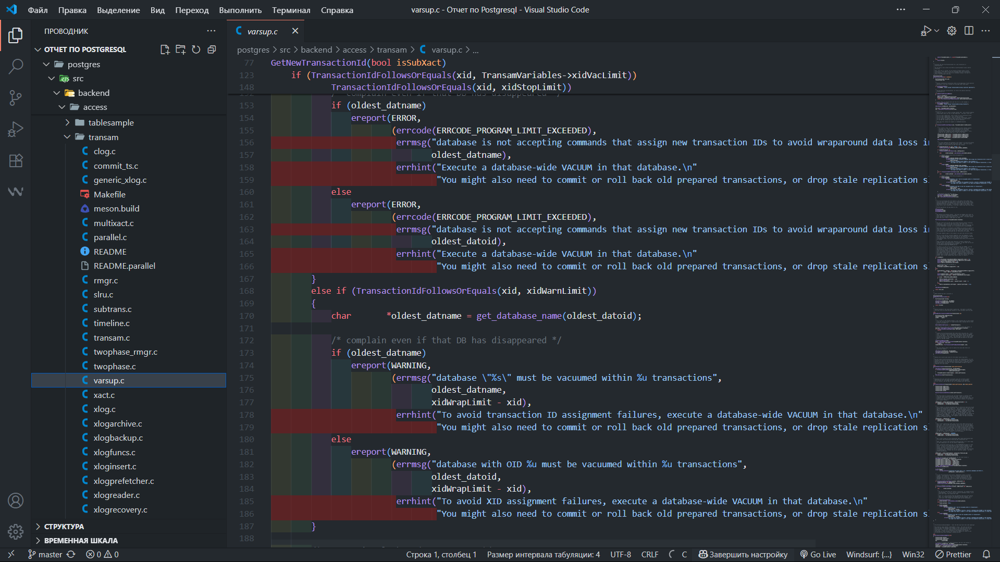 Файл Правка Выделение Вид Переход Выполнить Терминал Справка
varsup.c - Отчет по Postgresql - Visual Studio Code
ПРОВОДНИК
ОТЧЕТ ПО POSTGRESQL
postgres
src
backend
access
tablesample
transam
clog.c
commit_ts.c
generic_xlog.c
Makefile
meson.build
multixact.c
parallel.c
README
README.parallel
rmgr.c
slru.c
subtrans.c
timeline.c
transam.c
twophase_rmgr.c
twophase.c
varsup.c
xact.c
xlog.c
xlogarchive.c
xlogbackup.c
xlogfuncs.c
xloginsert.c
xlogprefetcher.c
xlogreader.c
xlogrecovery.c
СТРУКТУРА
ВРЕМЕННАЯ ШКАЛА
varsup.c
postgres > src > backend > access > transam > varsup.c > ...
77 GetNewTransactionId(bool isSubXact)
123 if (TransactionIdFollowsOrEquals(xid, TransamVariables->xidVacLimit))
148 TransactionIdFollowsOrEquals(xid, xidStopLimit))
152 /* complain even if that DB has disappeared */
153 if (oldest_datname)
154 ereport(ERROR,
155 (errcode(ERRCODE_PROGRAM_LIMIT_EXCEEDED),
156 errmsg("database is not accepting commands that assign new transaction IDs to avoid wraparound data loss in
157 oldest_datname),
158 errhint("Execute a database-wide VACUUM in that database.\n"
159 "You might also need to commit or roll back old prepared transactions, or drop stale replication sl
160 else
161 ereport(ERROR,
162 (errcode(ERRCODE_PROGRAM_LIMIT_EXCEEDED),
163 errmsg("database is not accepting commands that assign new transaction IDs to avoid wraparound data loss in
164 oldest_datoid),
165 errhint("Execute a database-wide VACUUM in that database.\n"
166 "You might also need to commit or roll back old prepared transactions, or drop stale replication sl
167 }
168 else if (TransactionIdFollowsOrEquals(xid, xidWarnLimit))
169 {
170 char *oldest_datname = get_database_name(oldest_datoid);
171
172 /* complain even if that DB has disappeared */
173 if (oldest_datname)
174 ereport(WARNING,
175 (errmsg("database \"%s\" must be vacuumed within %u transactions",
176 oldest_datname,
177 xidWrapLimit - xid),
178 errhint("To avoid transaction ID assignment failures, execute a database-wide VACUUM in that database.\n"
179 "You might also need to commit or roll back old prepared transactions, or drop stale replication sl
180 else
181 ereport(WARNING,
182 (errmsg("database with OID %u must be vacuumed within %u transactions",
183 oldest_datoid,
184 xidWrapLimit - xid),
185 errhint("To avoid XID assignment failures, execute a database-wide VACUUM in that database.\n"
186 "You might also need to commit or roll back old prepared transactions, or drop stale replication sl
187 }
188
master 0 0 Строка 1, столбец 1 Размер интервала табуляции: 4 UTF-8 CRLF C Завершить настройку Go Live Windsurf: {...} Win32 Prettier